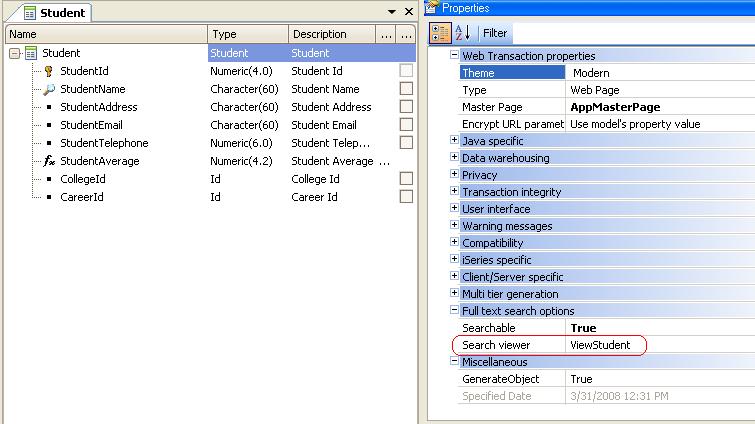 Student
Name Type Description ... ...
Student Student Student
StudentId Numeric(4.0) Student Id
StudentName Character(60) Student Name
StudentAddress Character(60) Student Address
StudentEmail Character(60) Student Email
StudentTelephone Numeric(6.0) Student Telep...
StudentAverage Numeric(4.2) Student Average ...
CollegeId Id College Id
CareerId Id Career Id
Properties
Filter
Web Transaction properties
Theme Modern
Type Web Page
Master Page AppMasterPage
Encrypt URL paramet Use model's property value
Java specific
Data warehousing
Privacy
Transaction integrity
User interface
Warning messages
Compatibility
iSeries specific
Client/Server specific
Multi tier generation
Full text search options
Searchable True
Search viewer ViewStudent
Miscellaneous
GenerateObject True
Specified Date 3/31/2008 12:31 PM